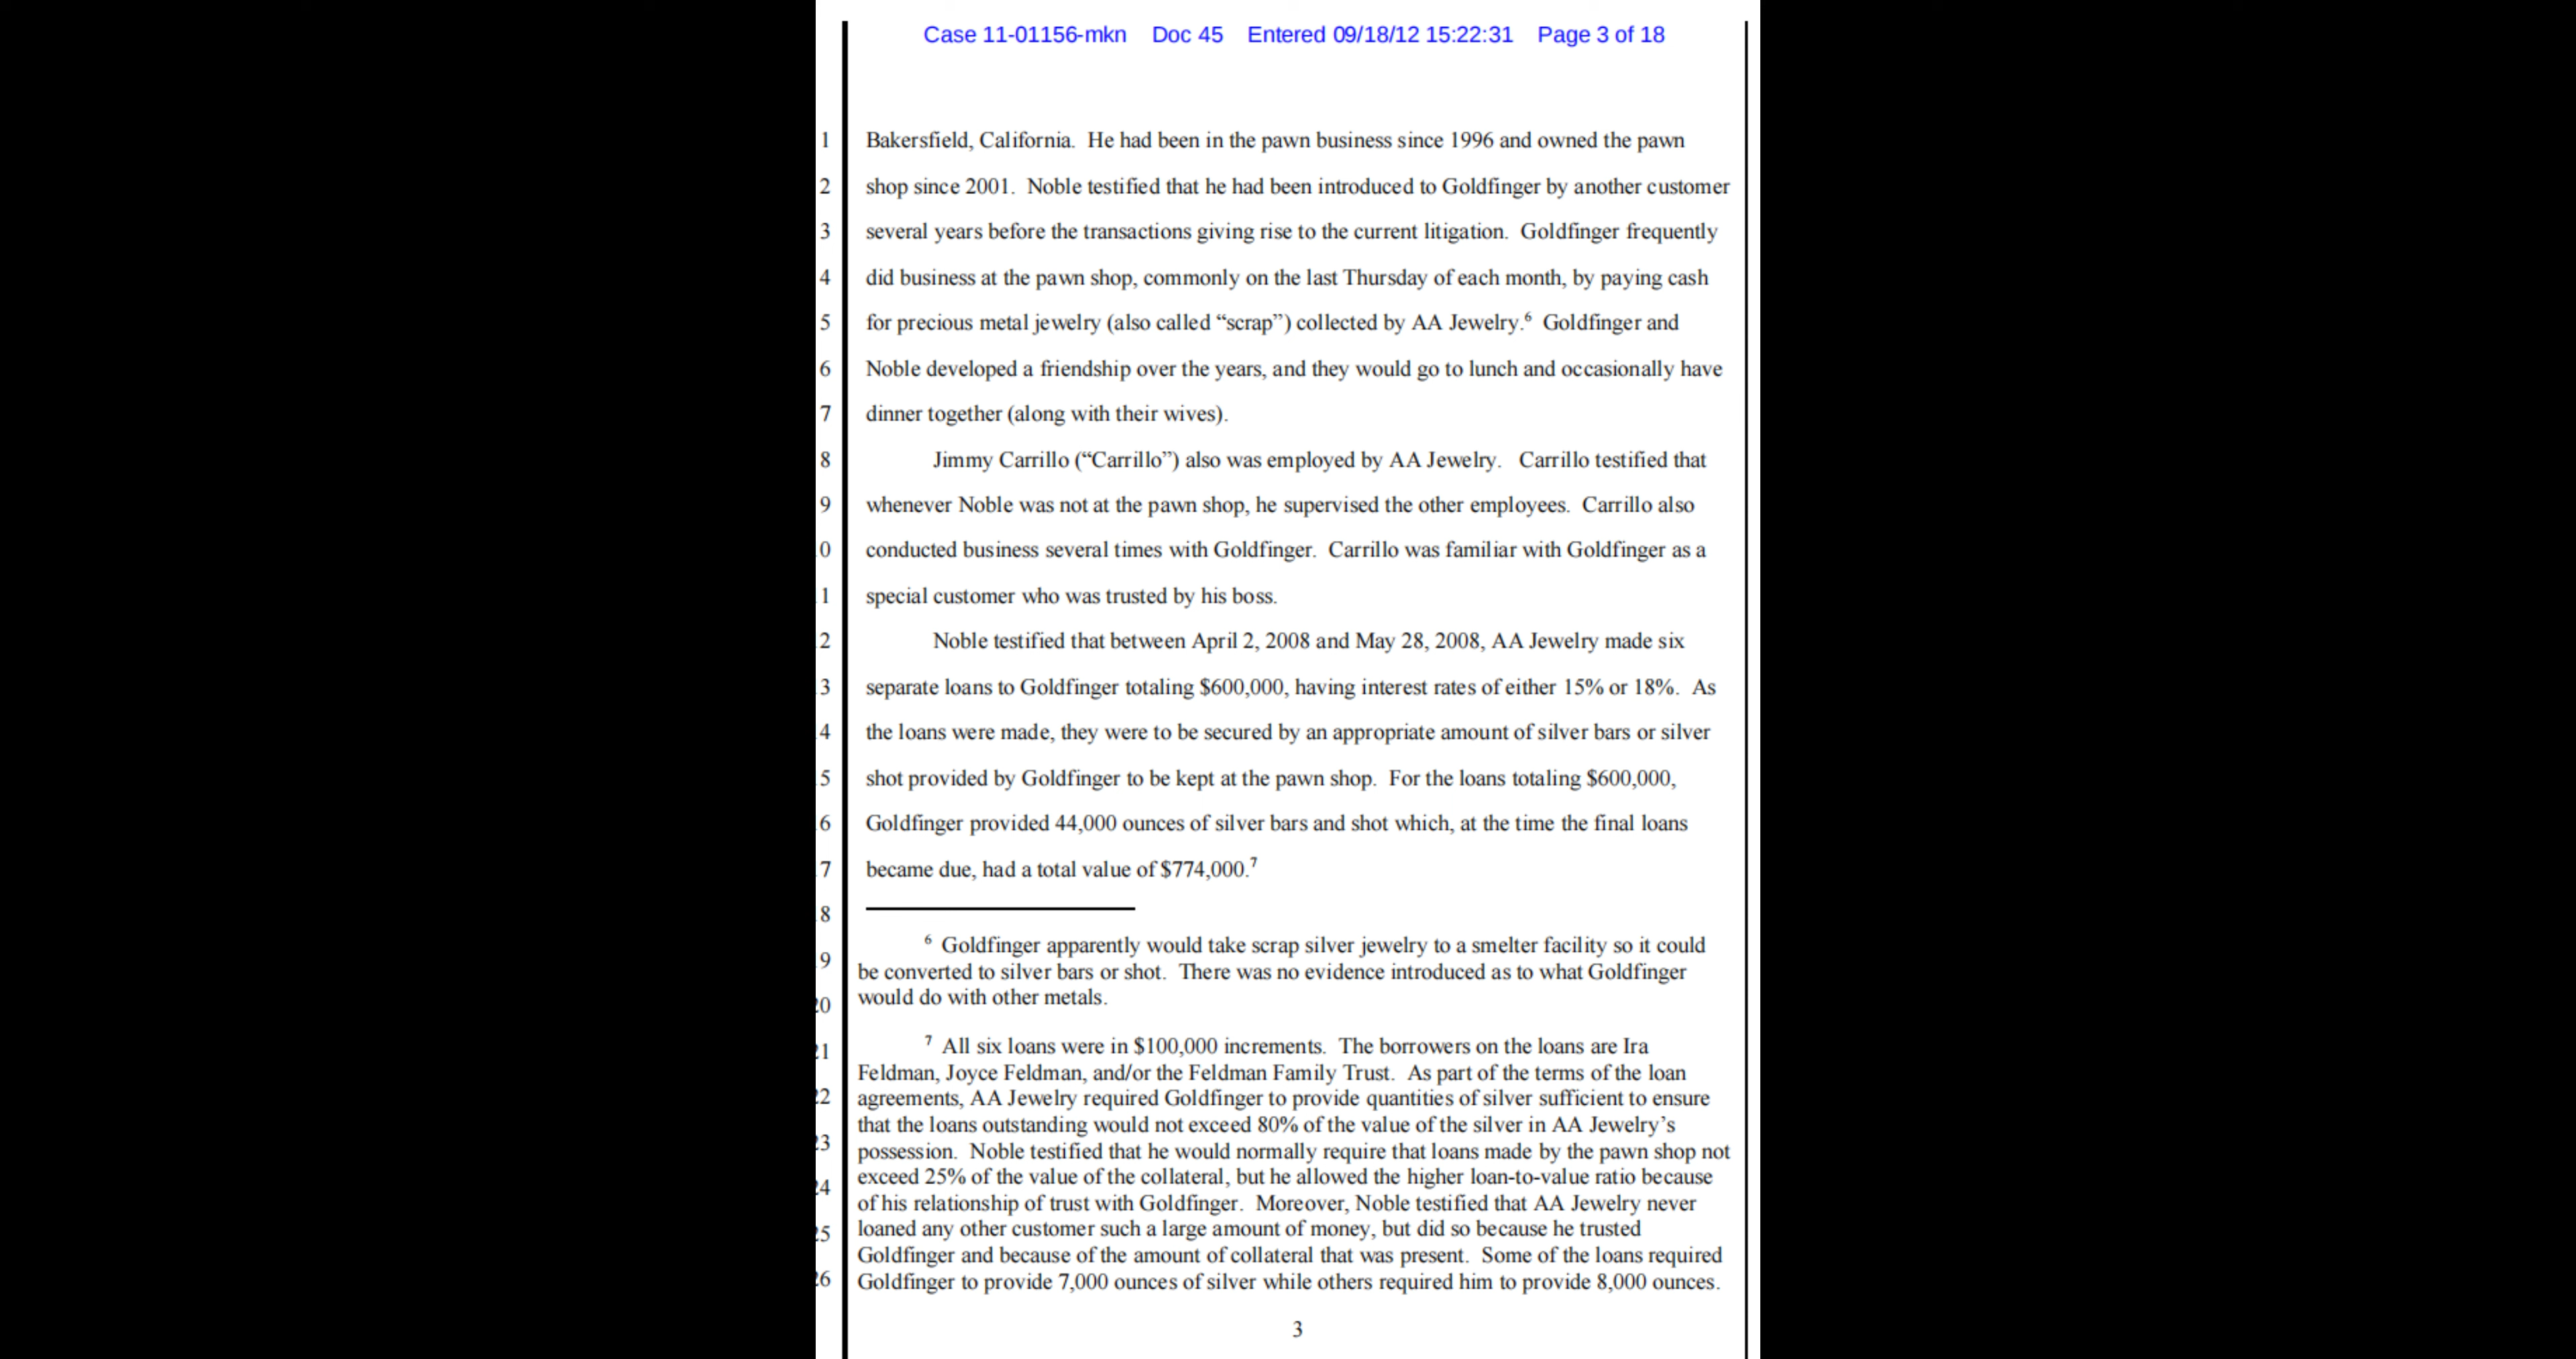 Case 11-01156-mkn Doc 45 Entered 09/18/12 15:22:31 Page 3 of 18
1 Bakersfield, California. He had been in the pawn business since 1996 and owned the pawn
2 shop since 2001. Noble testified that he had been introduced to Goldfinger by another customer
3 several years before the transactions giving rise to the current litigation. Goldfinger frequently
4 did business at the pawn shop, commonly on the last Thursday of each month, by paying cash
5 for precious metal jewelry (also called “scrap”) collected by AA Jewelry.⁶ Goldfinger and
6 Noble developed a friendship over the years, and they would go to lunch and occasionally have
7 dinner together (along with their wives).
8 Jimmy Carrillo (“Carrillo”) also was employed by AA Jewelry. Carrillo testified that
9 whenever Noble was not at the pawn shop, he supervised the other employees. Carrillo also
0 conducted business several times with Goldfinger. Carrillo was familiar with Goldfinger as a
1 special customer who was trusted by his boss.
2 Noble testified that between April 2, 2008 and May 28, 2008, AA Jewelry made six
3 separate loans to Goldfinger totaling $600,000, having interest rates of either 15% or 18%. As
4 the loans were made, they were to be secured by an appropriate amount of silver bars or silver
5 shot provided by Goldfinger to be kept at the pawn shop. For the loans totaling $600,000,
6 Goldfinger provided 44,000 ounces of silver bars and shot which, at the time the final loans
7 became due, had a total value of $774,000.⁷
8
⁶ Goldfinger apparently would take scrap silver jewelry to a smelter facility so it could
9 be converted to silver bars or shot. There was no evidence introduced as to what Goldfinger
20 would do with other metals.
21 ⁷ All six loans were in $100,000 increments. The borrowers on the loans are Ira
Feldman, Joyce Feldman, and/or the Feldman Family Trust. As part of the terms of the loan
22 agreements, AA Jewelry required Goldfinger to provide quantities of silver sufficient to ensure
that the loans outstanding would not exceed 80% of the value of the silver in AA Jewelry’s
23 possession. Noble testified that he would normally require that loans made by the pawn shop not
24 exceed 25% of the value of the collateral, but he allowed the higher loan-to-value ratio because
of his relationship of trust with Goldfinger. Moreover, Noble testified that AA Jewelry never
25 loaned any other customer such a large amount of money, but did so because he trusted
Goldfinger and because of the amount of collateral that was present. Some of the loans required
26 Goldfinger to provide 7,000 ounces of silver while others required him to provide 8,000 ounces.
3